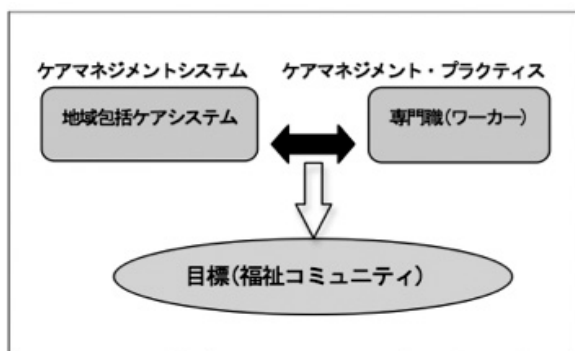 ケアマネジメントシステム
ケアマネジメント・プラクティス
地域包括ケアシステム
専門職(ワーカー)
目標(福祉コミュニティ)